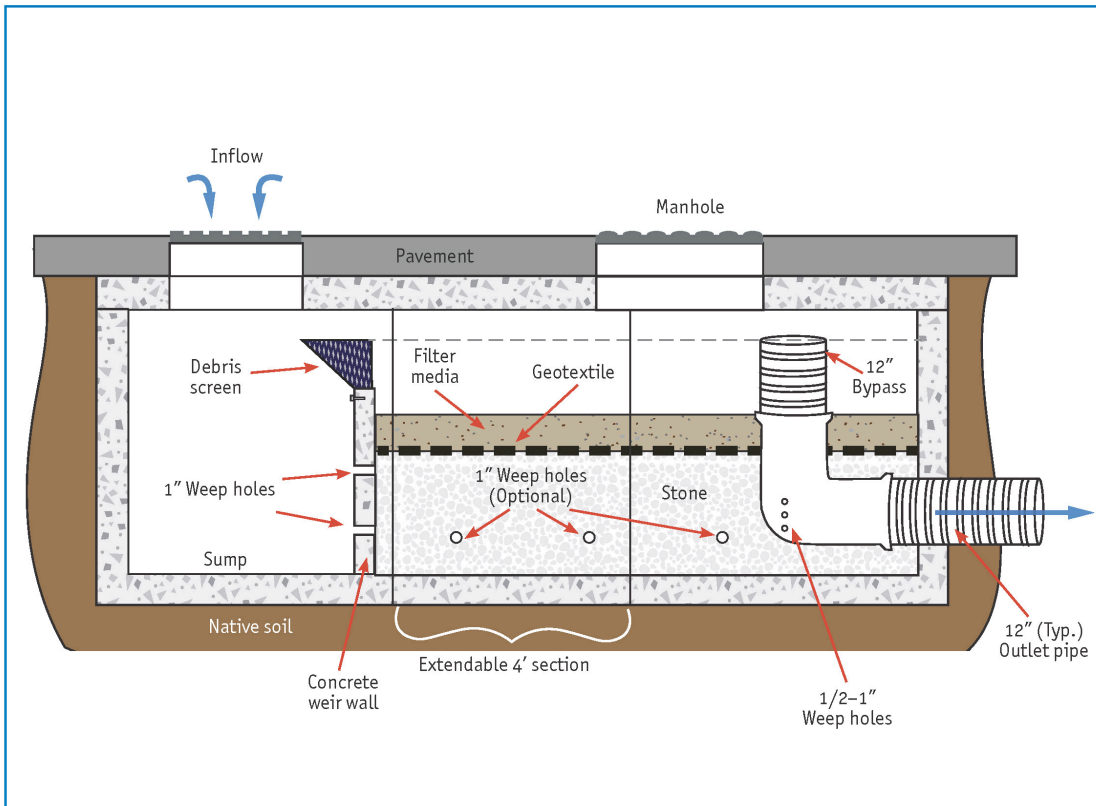 Inflow
Manhole
Pavement
Debris
screen
Filter
media
Geotextile
12″
Bypass
1″ Weep holes
1″ Weep holes
(Optional)
Stone
Sump
Native soil
Extendable 4′ section
Concrete
weir wall
1/2–1″
Weep holes
12″ (Typ.)
Outlet pipe